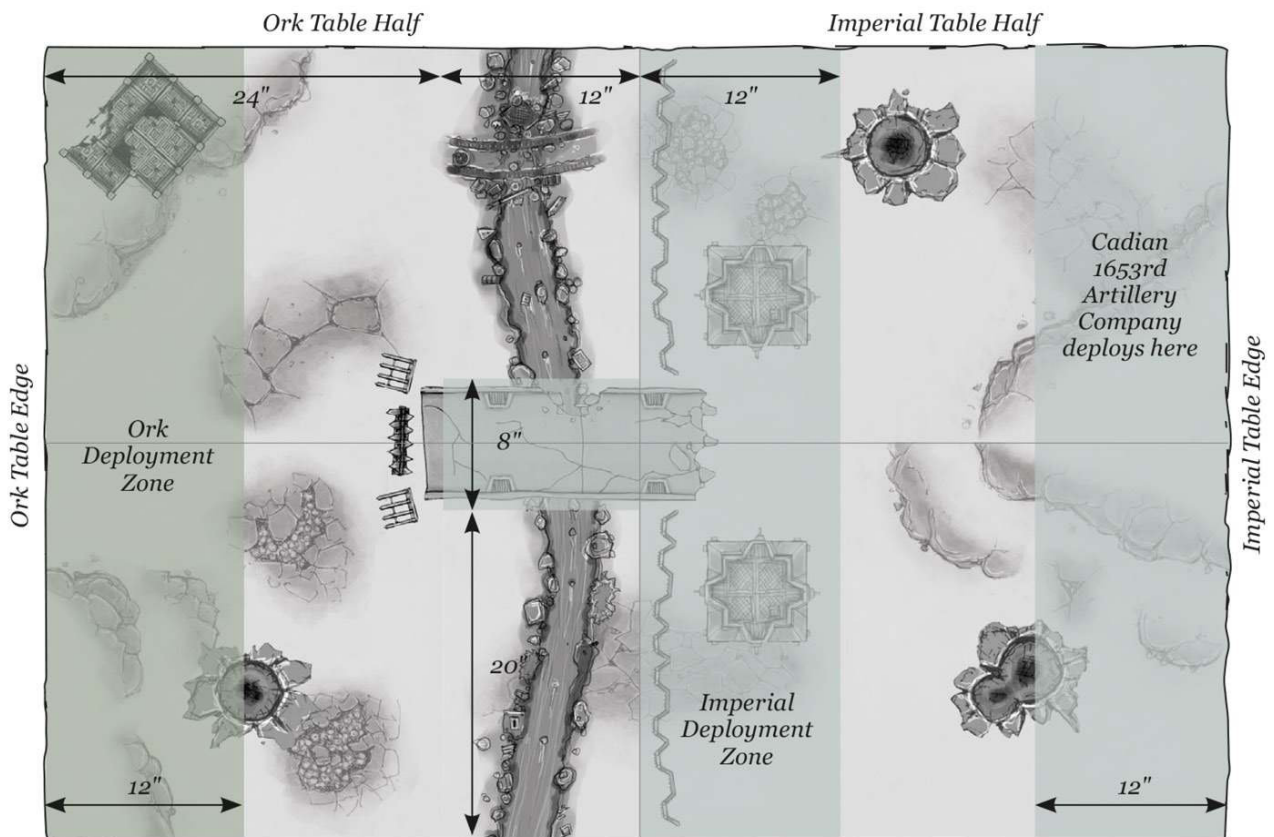 Ork Table Half
Imperial Table Half
24"
12"
12"
Cadian
1653rd
Artillery
Company
deploys here
Ork Table Edge
Imperial Table Edge
Ork
Deployment
Zone
8"
20"
Imperial
Deployment
Zone
12"
12"